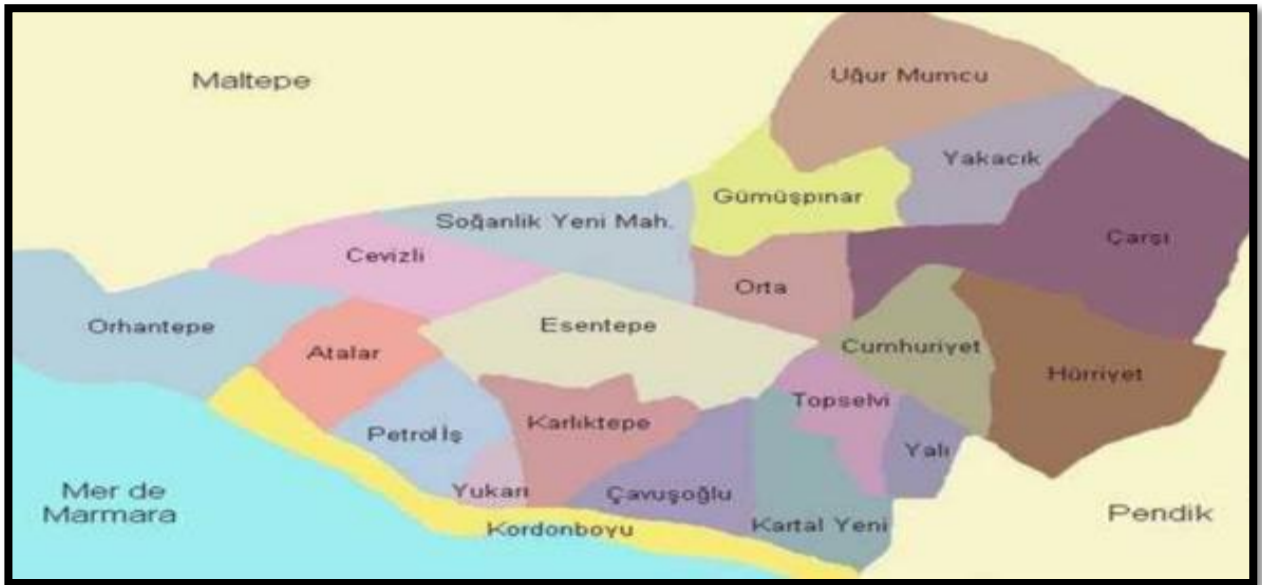 Maltepe
Uğur Mumcu
Yakacık
Gümüşpınar
Soğanlik Yeni Mah.
Çarşı
Cevizli
Orta
Orhantepe
Esentepe
Atalar
Cumhuriyet
Hürriyet
Topselvi
Karlıktepe
Petrol İş
Yalı
Yukarı
Çavuşoğlu
Mer de
Marmara
Kordonboyu
Kartal Yeni
Pendik